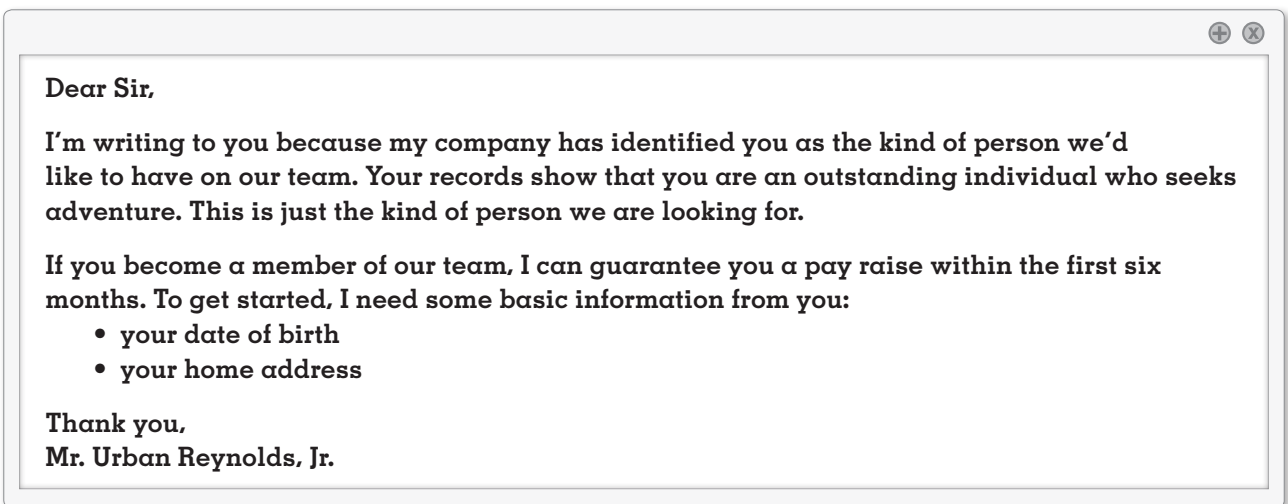 Dear Sir,
I'm writing to you because my company has identified you as the kind of person we'd
like to have on our team. Your records show that you are an outstanding individual who seeks
adventure. This is just the kind of person we are looking for.
If you become a member of our team, I can guarantee you a pay raise within the first six
months. To get started, I need some basic information from you:
• your date of birth
• your home address
Thank you,
Mr. Urban Reynolds, Jr.